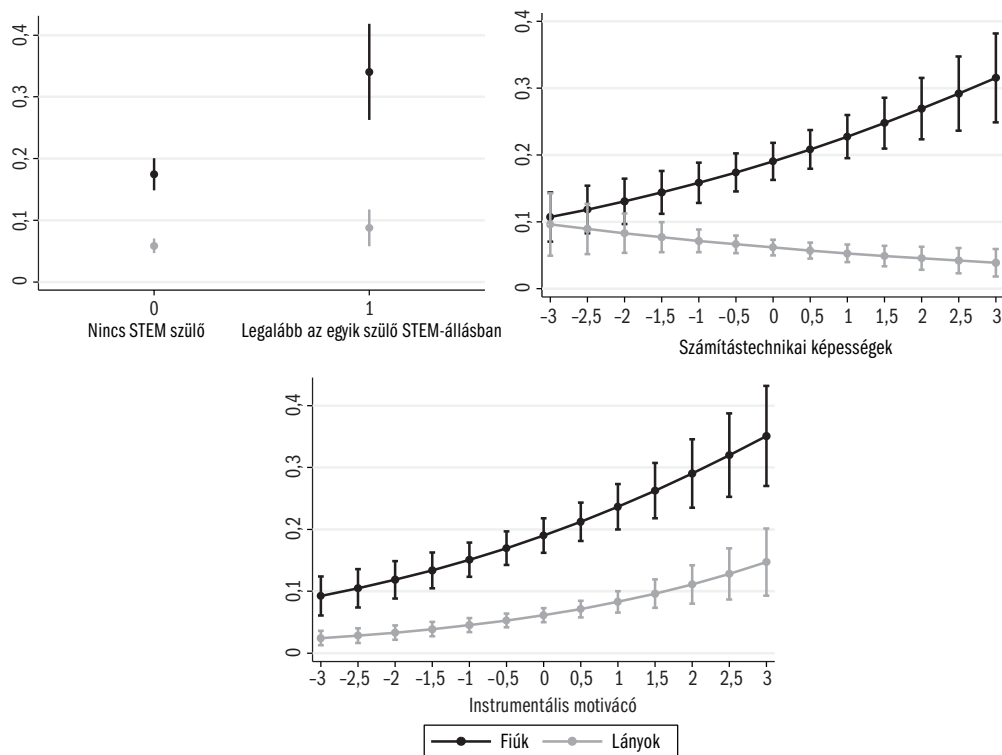 0,4
0,3
0,2
0,1
0
0 1
Nincs STEM szülő Legalább az egyik szülő STEM-állásban
0,4
0,3
0,2
0,1
0
–3 –2,5 –2 –1,5 –1 –0,5 0 0,5 1 1,5 2 2,5 3
Számítástechnikai képességek
0,4
0,3
0,2
0,1
0
–3 –2,5 –2 –1,5 –1 –0,5 0 0,5 1 1,5 2 2,5 3
Instrumentális motivácó
Fiúk Lányok